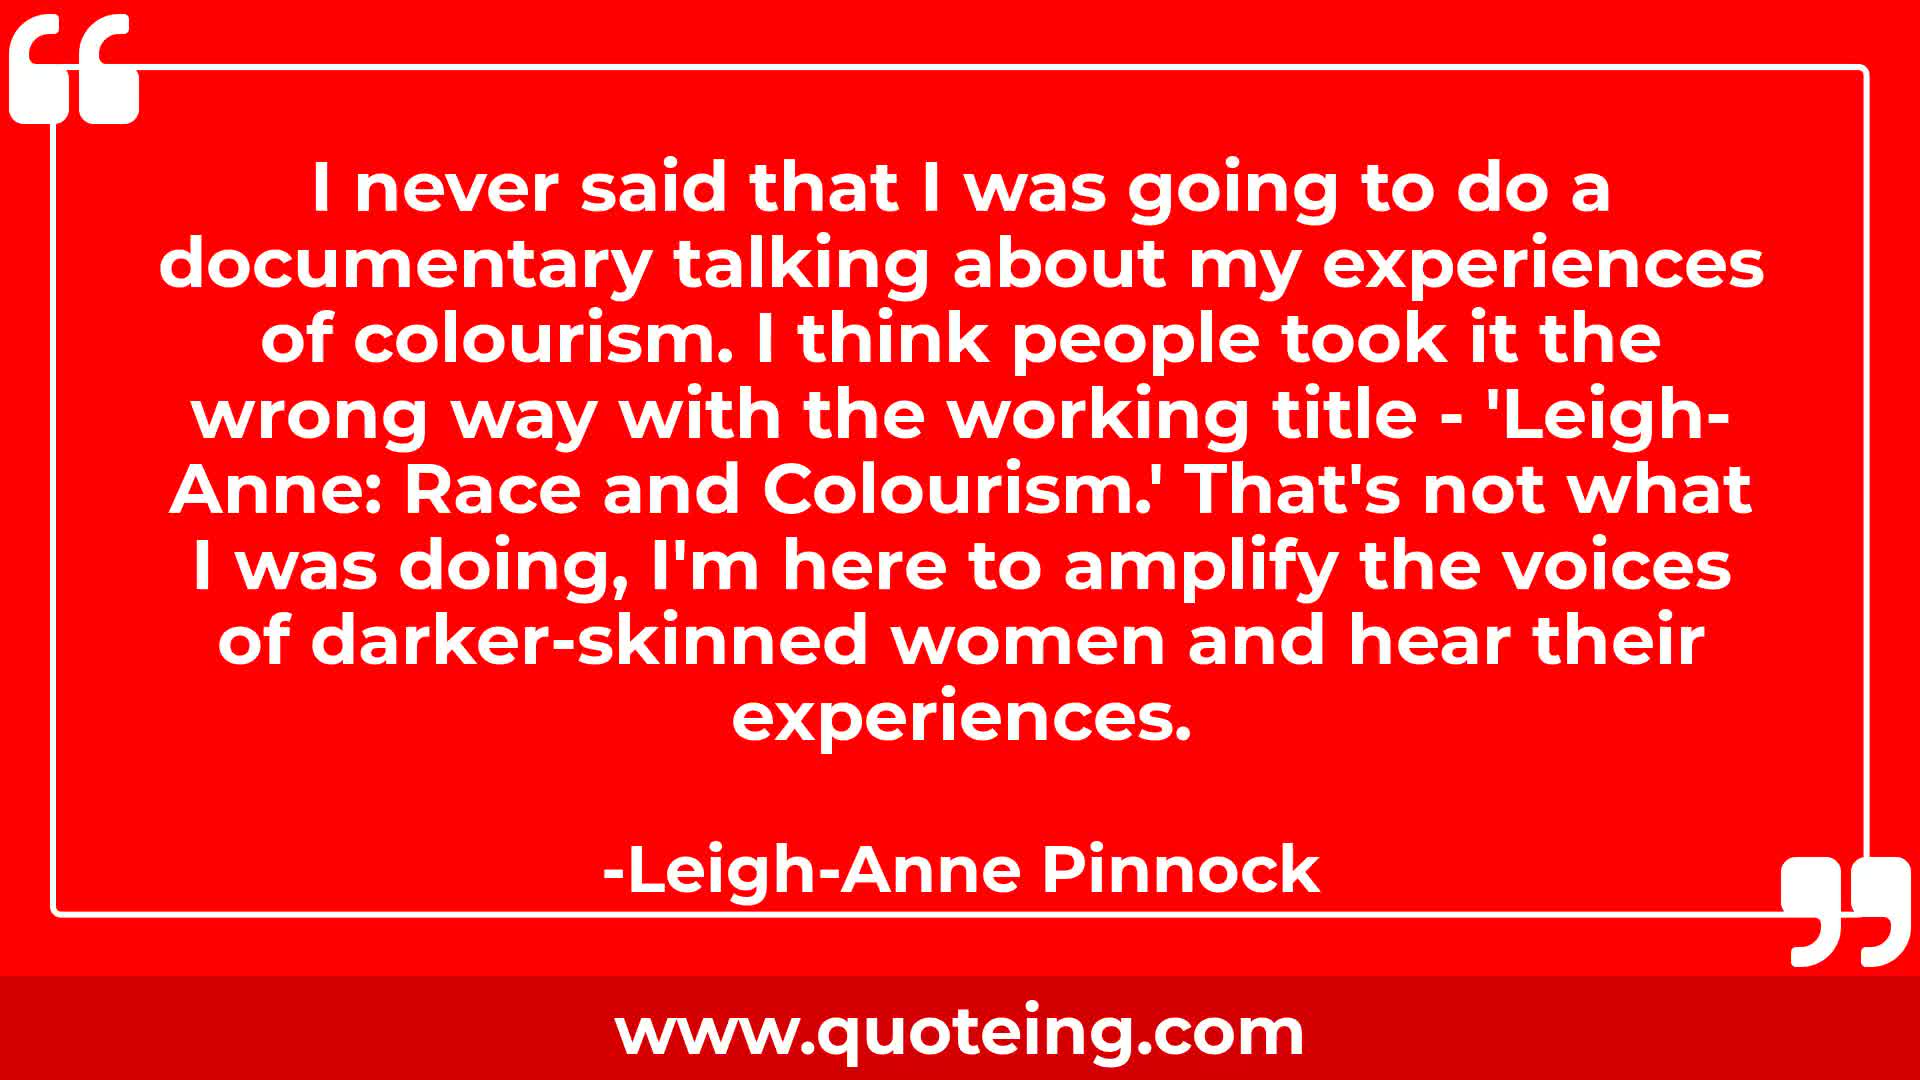 I never said that I was going to do a
documentary talking about my experiences
of colourism. I think people took it the
wrong way with the working title - 'Leigh-
Anne: Race and Colourism.' That's not what
I was doing, I'm here to amplify the voices
of darker-skinned women and hear their
experiences.
-Leigh-Anne Pinnock
www.quoteing.com